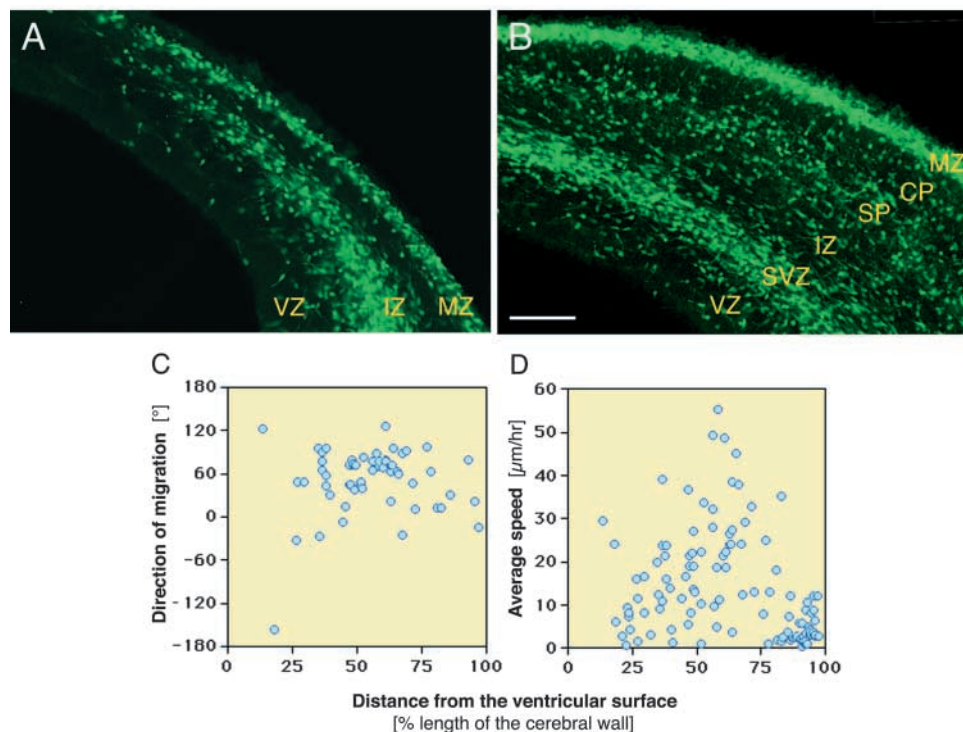 A
VZ
IZ
MZ
B
MZ
CP
SP
IZ
SVZ
VZ
C
Direction of migration [°]
180
120
60
0
-60
-120
-180
0 25 50 75 100
D
Average speed [µm/hr]
60
50
40
30
20
10
0
0 25 50 75 100
Distance from the ventricular surface
[% length of the cerebral wall]